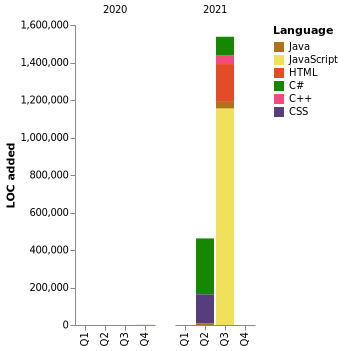 2020
2021
LOC added
1,600,000
1,400,000
1,200,000
1,000,000
800,000
600,000
400,000
200,000
0
Q1
Q2
Q3
Q4
Q1
Q2
Q3
Q4
Language
Java
JavaScript
HTML
C#
C++
CSS